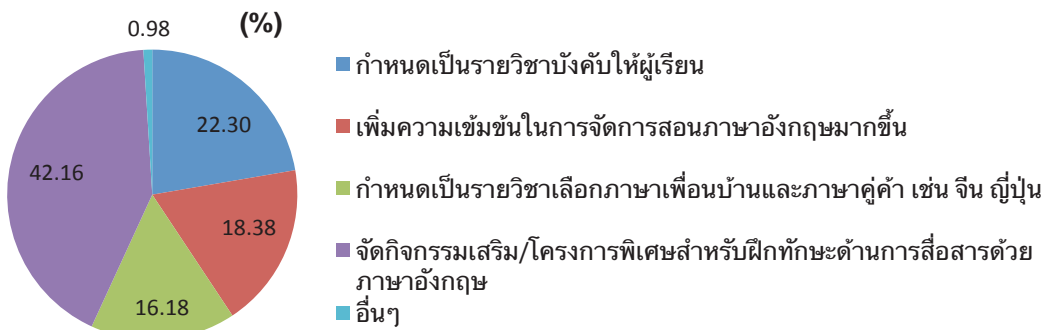 (%)
0.98
22.30
42.16
18.38
16.18
กำหนดเป็นรายวิชาบังคับให้ผู้เรียน
เพิ่มความเข้มข้นในการจัดการสอนภาษาอังกฤษมากขึ้น
กำหนดเป็นรายวิชาเลือกภาษาเพื่อนบ้านและภาษาคู่ค้า เช่น จีน ญี่ปุ่น
จัดกิจกรรมเสริม/โครงการพิเศษสำหรับฝึกทักษะด้านการสื่อสารด้วย
ภาษาอังกฤษ
อื่นๆ